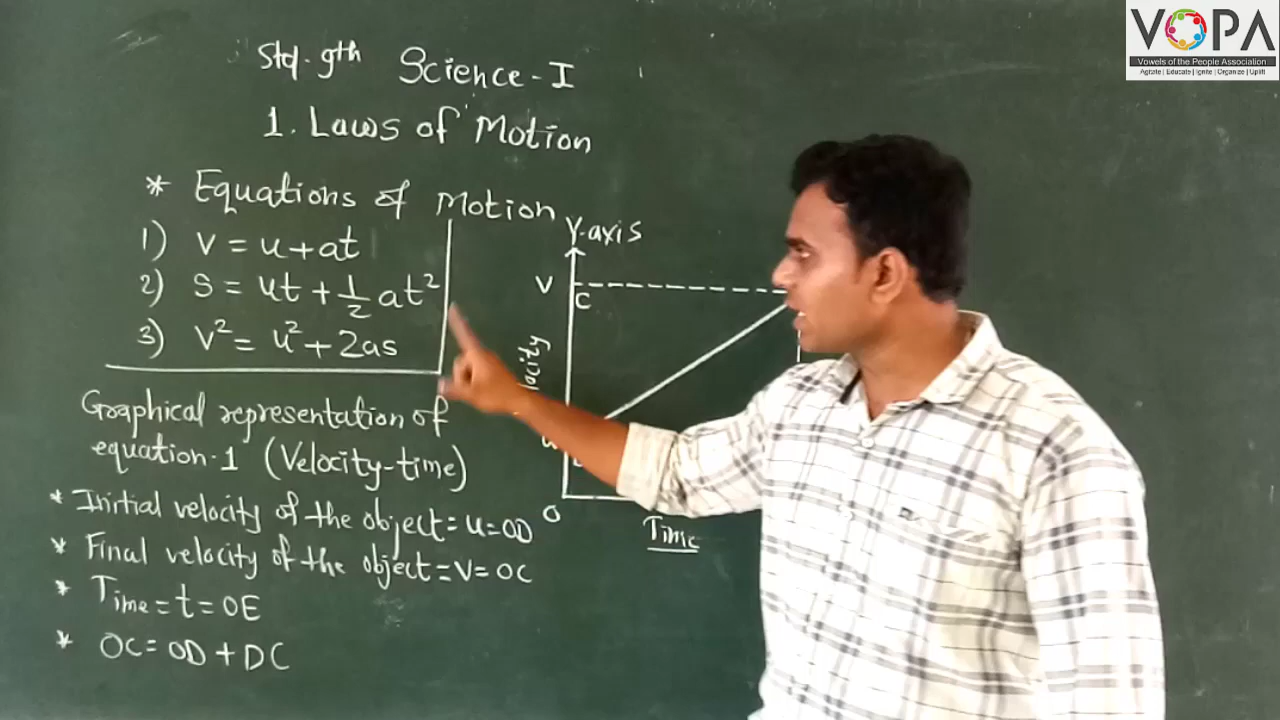 Std. 9th Science-I
1. Laws of Motion
* Equations of Motion
1) v = u+at
2) s = ut + 1/2 at²
3) v² = u² + 2as
Graphical representation of
equation-1 (Velocity-time)
* Initial velocity of the object = u = OD
* Final velocity of the object = v = OC
* Time = t = OE
* OC = OD + DC
Y-axis
V
C
O
Time
VOPA
Vowels of the People Association
Agitate | Educate | Ignite | Organize | Uplift